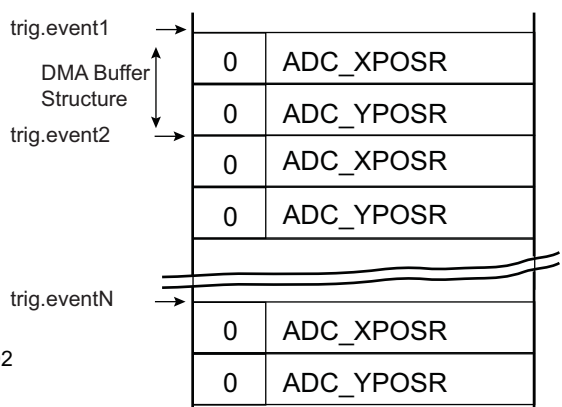 trig.event1
0 ADC_XPOSR
DMA Buffer
Structure
0 ADC_YPOSR
trig.event2
0 ADC_XPOSR
0 ADC_YPOSR
trig.eventN
0 ADC_XPOSR
2
0 ADC_YPOSR